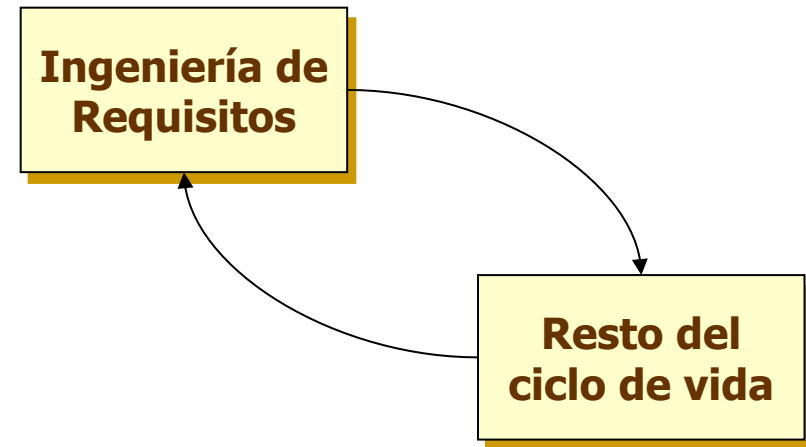 Ingeniería de
Requisitos
Resto del
ciclo de vida